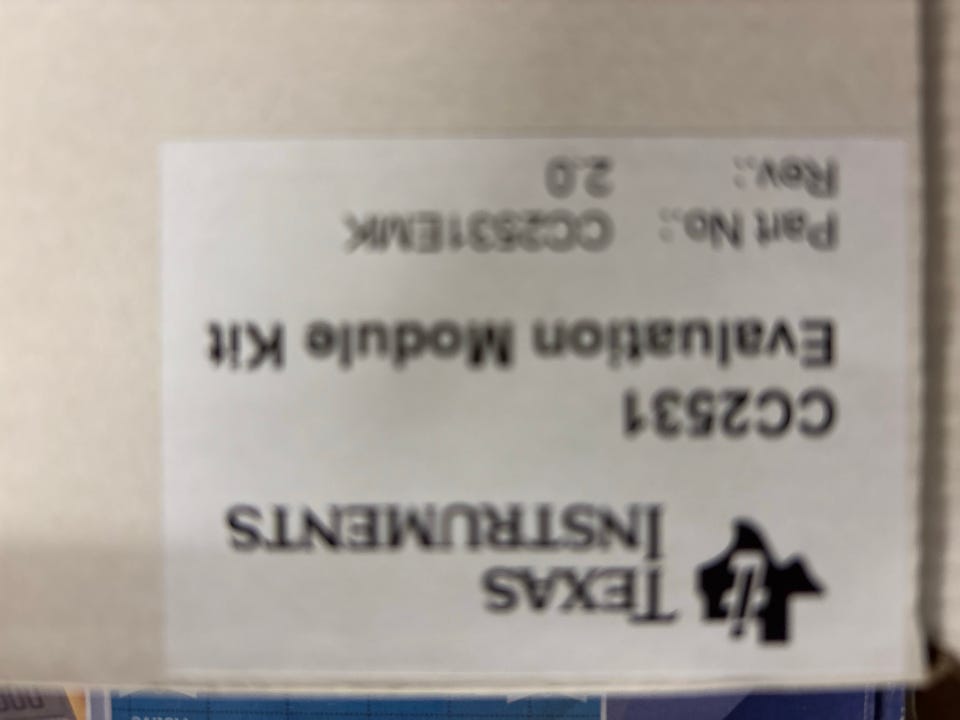 TEXAS
INSTRUMENTS
CC2531
Evaluation Module Kit
Part No.: CC2531EMK
Rev.: 2.0